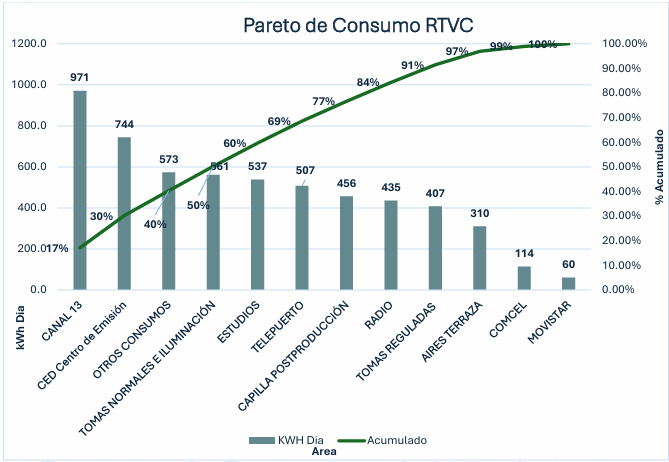 Pareto de Consumo RTVC
1200.0
1000.0
800.0
600.0
400.0
200.0
0.0
kWh Dia
100.00%
90.00%
80.00%
70.00%
60.00%
50.00%
40.00%
30.00%
20.00%
10.00%
0.00%
% Acumulado
971
744
573
561
537
507
456
435
407
310
114
60
17%
30%
40%
50%
60%
69%
77%
84%
91%
97%
99%
100%
CANAL 13
CED Centro de Emisión
OTROS CONSUMOS
TOMAS NORMALES E ILUMINACIÓN
ESTUDIOS
TELEPUERTO
CAPILLA POSTPRODUCCIÓN
RADIO
TOMAS REGULADAS
AIRES TERRAZA
COMCEL
MOVISTAR
KWH Dia
Acumulado
Area